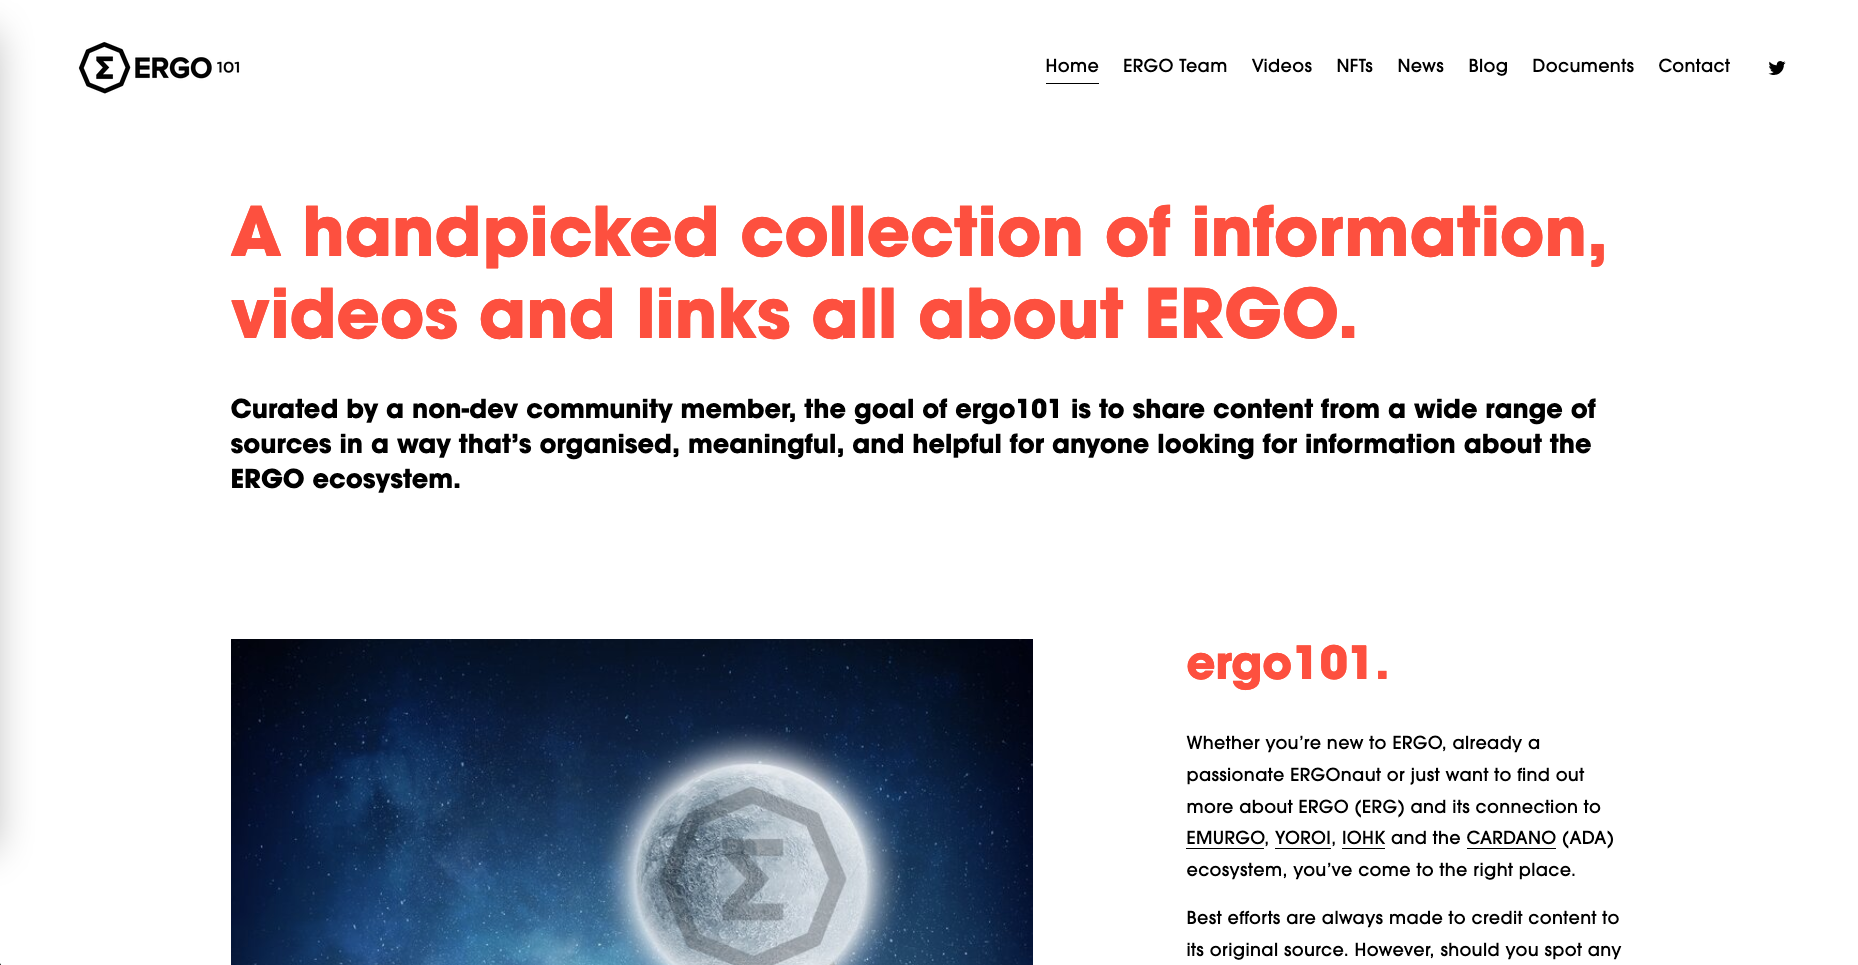 Σ ERGO 101
Home ERGO Team Videos NFTs News Blog Documents Contact
A handpicked collection of information,
videos and links all about ERGO.
Curated by a non-dev community member, the goal of ergo101 is to share content from a wide range of
sources in a way that’s organised, meaningful, and helpful for anyone looking for information about the
ERGO ecosystem.
Σ
ergo101.
Whether you’re new to ERGO, already a
passionate ERGOnaut or just want to find out
more about ERGO (ERG) and its connection to
EMURGO, YOROI, IOHK and the CARDANO (ADA)
ecosystem, you’ve come to the right place.
Best efforts are always made to credit content to
its original source. However, should you spot any